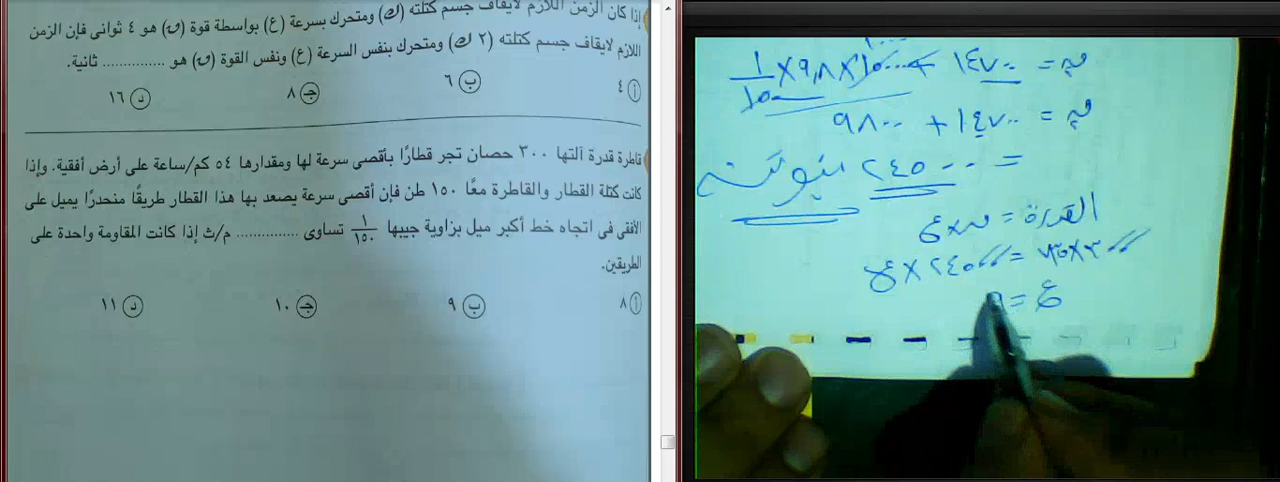 إذا كان الزمن اللازم لايقاف جسم كتلته (ك) ومتحرك بسرعة (ع) بواسطة قوة (ق) هو ٤ ثوانى فإن الزمن
اللازم لايقاف جسم كتلته (٢ ك) ومتحرك بنفس السرعة (ع) ونفس القوة (ق) هو .............. ثانية.
أ ٤ ب ٦ ج ٨ د ١٦
قاطرة قدرة آلتها ٣٠٠ حصان تجر قطارًا بأقصى سرعة لها ومقدارها ٥٤ كم/ساعة على أرض أفقية. وإذا
كانت كتلة القطار والقاطرة معًا ١٥٠ طن فإن أقصى سرعة يصعد بها هذا القطار طريقًا منحدرًا يميل على
الأفقى فى اتجاه خط أكبر ميل بزاوية جيبها ١/١٥٠ تساوى .............. م/ث إذا كانت المقاومة واحدة على
الطريقين.
أ ٨ ب ٩ ج ١٠ د ١١
= ١٤٧٠٠ + ١٥٠٠٠٠ × ٩,٨ × ١/١٥٠
= ١٤٧٠٠ + ٩٨٠٠
= ٢٤٥٠٠ نيوتن
القدرة =
ع =